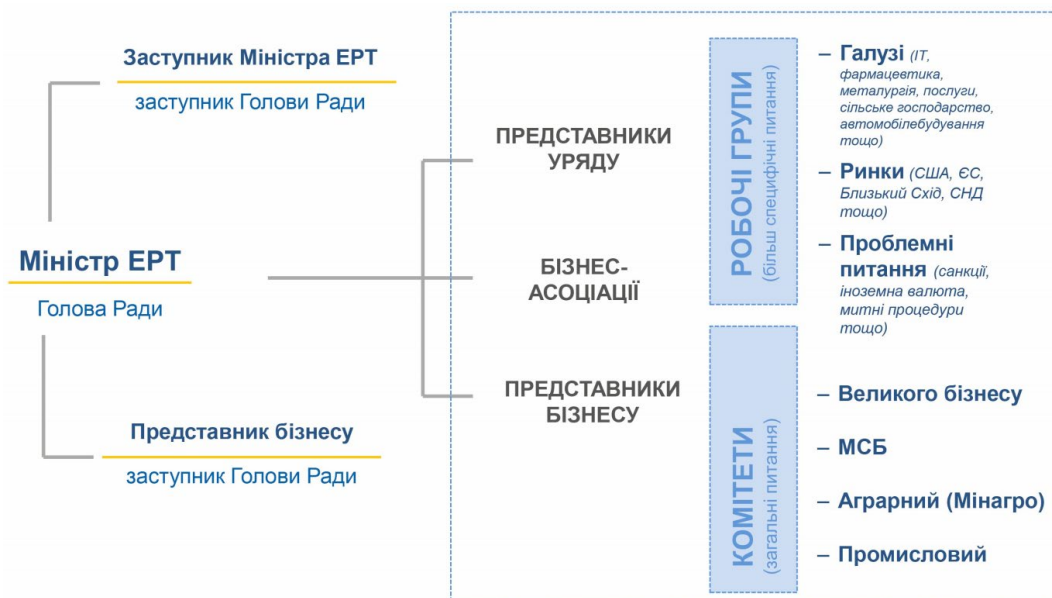 Заступник Міністра ЕРТ
заступник Голови Ради
Міністр ЕРТ
Голова Ради
Представник бізнесу
заступник Голови Ради
ПРЕДСТАВНИКИ
УРЯДУ
БІЗНЕС-
АСОЦІАЦІЇ
ПРЕДСТАВНИКИ
БІЗНЕСУ
РОБОЧІ ГРУПИ
(більш специфічні питання)
– Галузі (ІТ,
фармацевтика,
металургія, послуги,
сільське господарство,
автомобілебудування
тощо)
– Ринки (США, ЄС,
Близький Схід, СНД
тощо)
– Проблемні
питання (санкції,
іноземна валюта,
митні процедури
тощо)
КОМІТЕТИ
(загальні питання)
– Великого бізнесу
– МСБ
– Аграрний (Мінагро)
– Промисловий